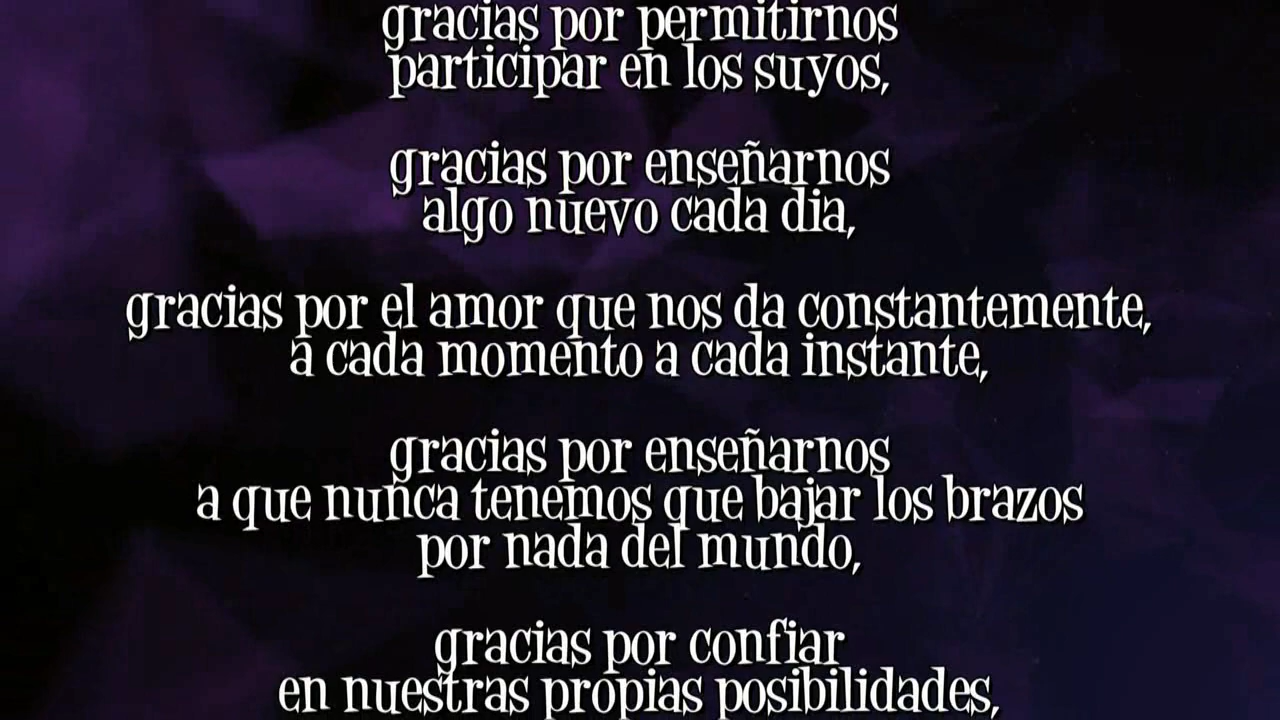 gracias por permitirnos
participar en los suyos,
gracias por enseñarnos
algo nuevo cada dia,
gracias por el amor que nos da constantemente,
a cada momento a cada instante,
gracias por enseñarnos
a que nunca tenemos que bajar los brazos
por nada del mundo,
gracias por confiar
en nuestras propias posibilidades,